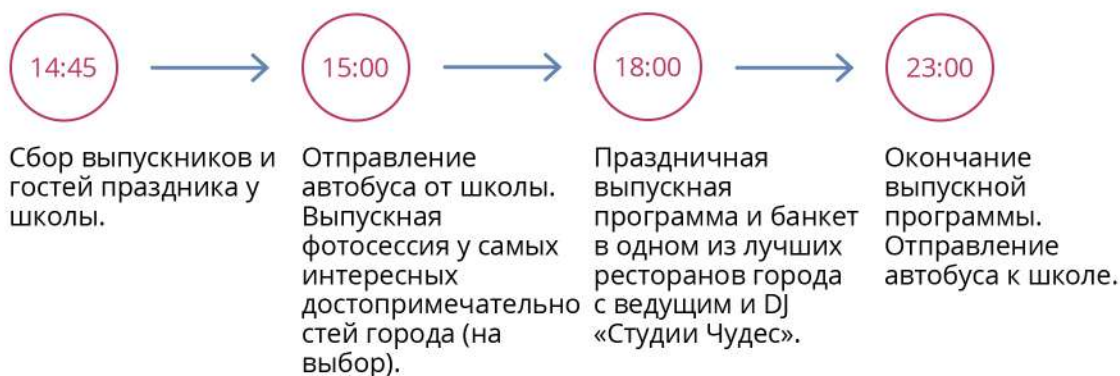 14:45
Сбор выпускников и
гостей праздника у
школы.
15:00
Отправление
автобуса от школы.
Выпускная
фотосессия у самых
интересных
достопримечательно
стей города (на
выбор).
18:00
Праздничная
выпускная
программа и банкет
в одном из лучших
ресторанов города
с ведущим и DJ
«Студии Чудес».
23:00
Окончание
выпускной
программы.
Отправление
автобуса к школе.